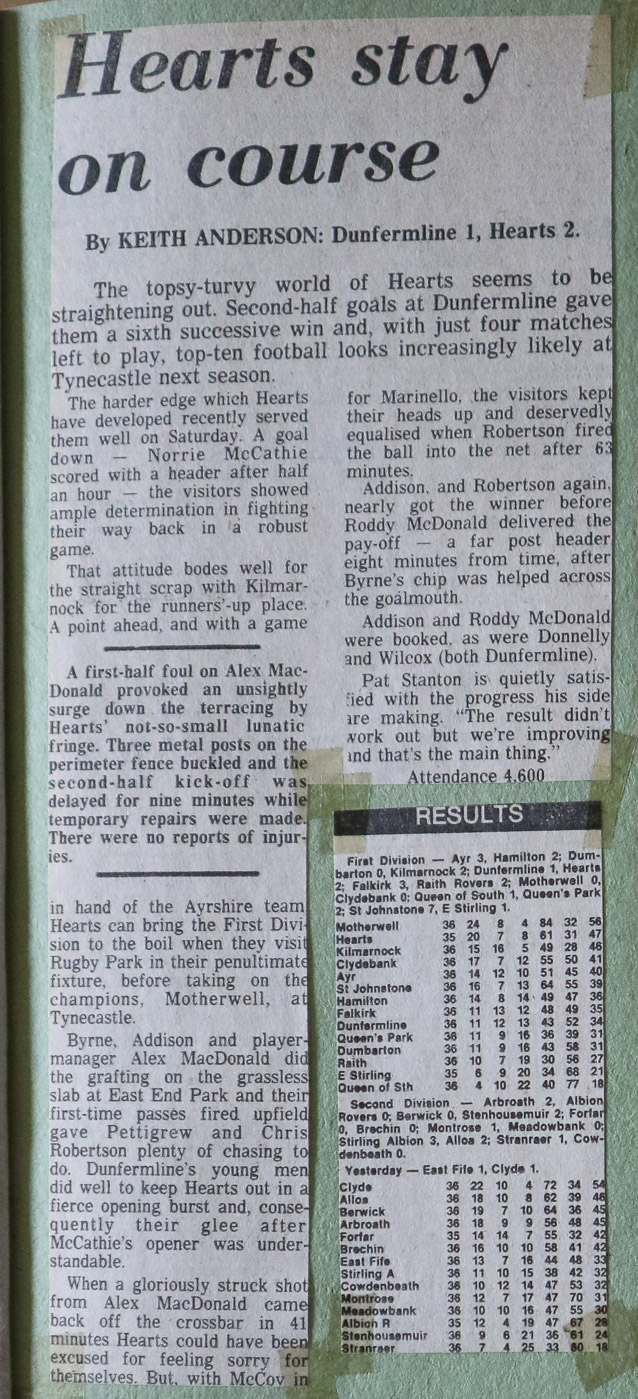 Hearts stay
on course
By KEITH ANDERSON: Dunfermline 1, Hearts 2.
The topsy-turvy world of Hearts seems to be
straightening out. Second-half goals at Dunfermline gave
them a sixth successive win and, with just four matches
left to play, top-ten football looks increasingly likely at
Tynecastle next season.
The harder edge which Hearts
have developed recently served
them well on Saturday. A goal
down — Norrie McCathie
scored with a header after half
an hour — the visitors showed
ample determination in fighting
their way back in a robust
game.
That attitude bodes well for
the straight scrap with Kilmar-
nock for the runners'-up place.
A point ahead, and with a game
A first-half foul on Alex Mac-
Donald provoked an unsightly
surge down the terracing by
Hearts' not-so-small lunatic
fringe. Three metal posts on the
perimeter fence buckled and the
second-half kick-off was
delayed for nine minutes while
temporary repairs were made.
There were no reports of injur-
ies.
in hand of the Ayrshire team
Hearts can bring the First Divi-
sion to the boil when they visit
Rugby Park in their penultimate
fixture, before taking on the
champions, Motherwell, at
Tynecastle.
Byrne, Addison and player-
manager Alex MacDonald did
the grafting on the grassless
slab at East End Park and their
first-time passes fired upfield
gave Pettigrew and Chris
Robertson plenty of chasing to
do. Dunfermline's young men
did well to keep Hearts out in a
fierce opening burst and, conse-
quently their glee after
McCathie's opener was under-
standable.
When a gloriously struck shot
from Alex MacDonald came
back off the crossbar in 41
minutes Hearts could have been
excused for feeling sorry for
themselves. But, with McCoy in
for Marinello, the visitors kept
their heads up and deservedly
equalised when Robertson fired
the ball into the net after 63
minutes.
Addison, and Robertson again,
nearly got the winner before
Roddy McDonald delivered the
pay-off — a far post header
eight minutes from time, after
Byrne's chip was helped across
the goalmouth.
Addison and Roddy McDonald
were booked, as were Donnelly
and Wilcox (both Dunfermline).
Pat Stanton is quietly satis-
fied with the progress his side
are making. "The result didn't
work out but we're improving
and that's the main thing."
Attendance 4,600
RESULTS
First Division — Ayr 3, Hamilton 2; Dum-
barton 0, Kilmarnock 2; Dunfermline 1, Hearts
2; Falkirk 3, Raith Rovers 2; Motherwell 0,
Clydebank 0; Queen of South 1, Queen's Park
2; St Johnstone 7, E Stirling 1.
Motherwell 36 24 8 4 84 32 56
Hearts 35 20 7 8 61 31 47
Kilmarnock 36 15 16 5 49 28 46
Clydebank 36 17 7 12 55 50 41
Ayr 36 14 12 10 51 45 40
St Johnstone 36 16 7 13 64 55 39
Hamilton 36 14 8 14 49 47 36
Falkirk 36 11 13 12 48 49 35
Dunfermline 36 11 12 13 43 52 34
Queen's Park 36 11 9 16 36 39 31
Dumbarton 36 11 9 16 43 58 31
Raith 36 10 7 19 30 56 27
E Stirling 35 6 9 20 34 68 21
Queen of Sth 36 4 10 22 40 77 18
Second Division — Arbroath 2, Albion
Rovers 0; Berwick 0, Stenhousemuir 2; Forfar
0, Brechin 0; Montrose 1, Meadowbank 0;
Stirling Albion 3, Alloa 2; Stranraer 1, Cow-
denbeath 0.
Yesterday — East Fife 1, Clyde 1.
Clyde 36 22 10 4 72 34 54
Alloa 36 18 10 8 62 39 46
Berwick 36 19 7 10 64 36 45
Arbroath 36 18 9 9 56 48 45
Forfar 35 14 14 7 55 32 42
Brechin 36 16 10 10 58 41 42
East Fife 36 13 7 16 44 48 33
Stirling A 36 11 10 15 38 42 32
Cowdenbeath 36 10 12 14 47 53 32
Montrose 36 12 7 17 47 70 31
Meadowbank 36 10 10 16 47 55 30
Albion R 35 12 4 19 47 67 28
Stenhousemuir 36 9 6 21 36 61 24
Stranraer 36 7 4 25 33 80 18